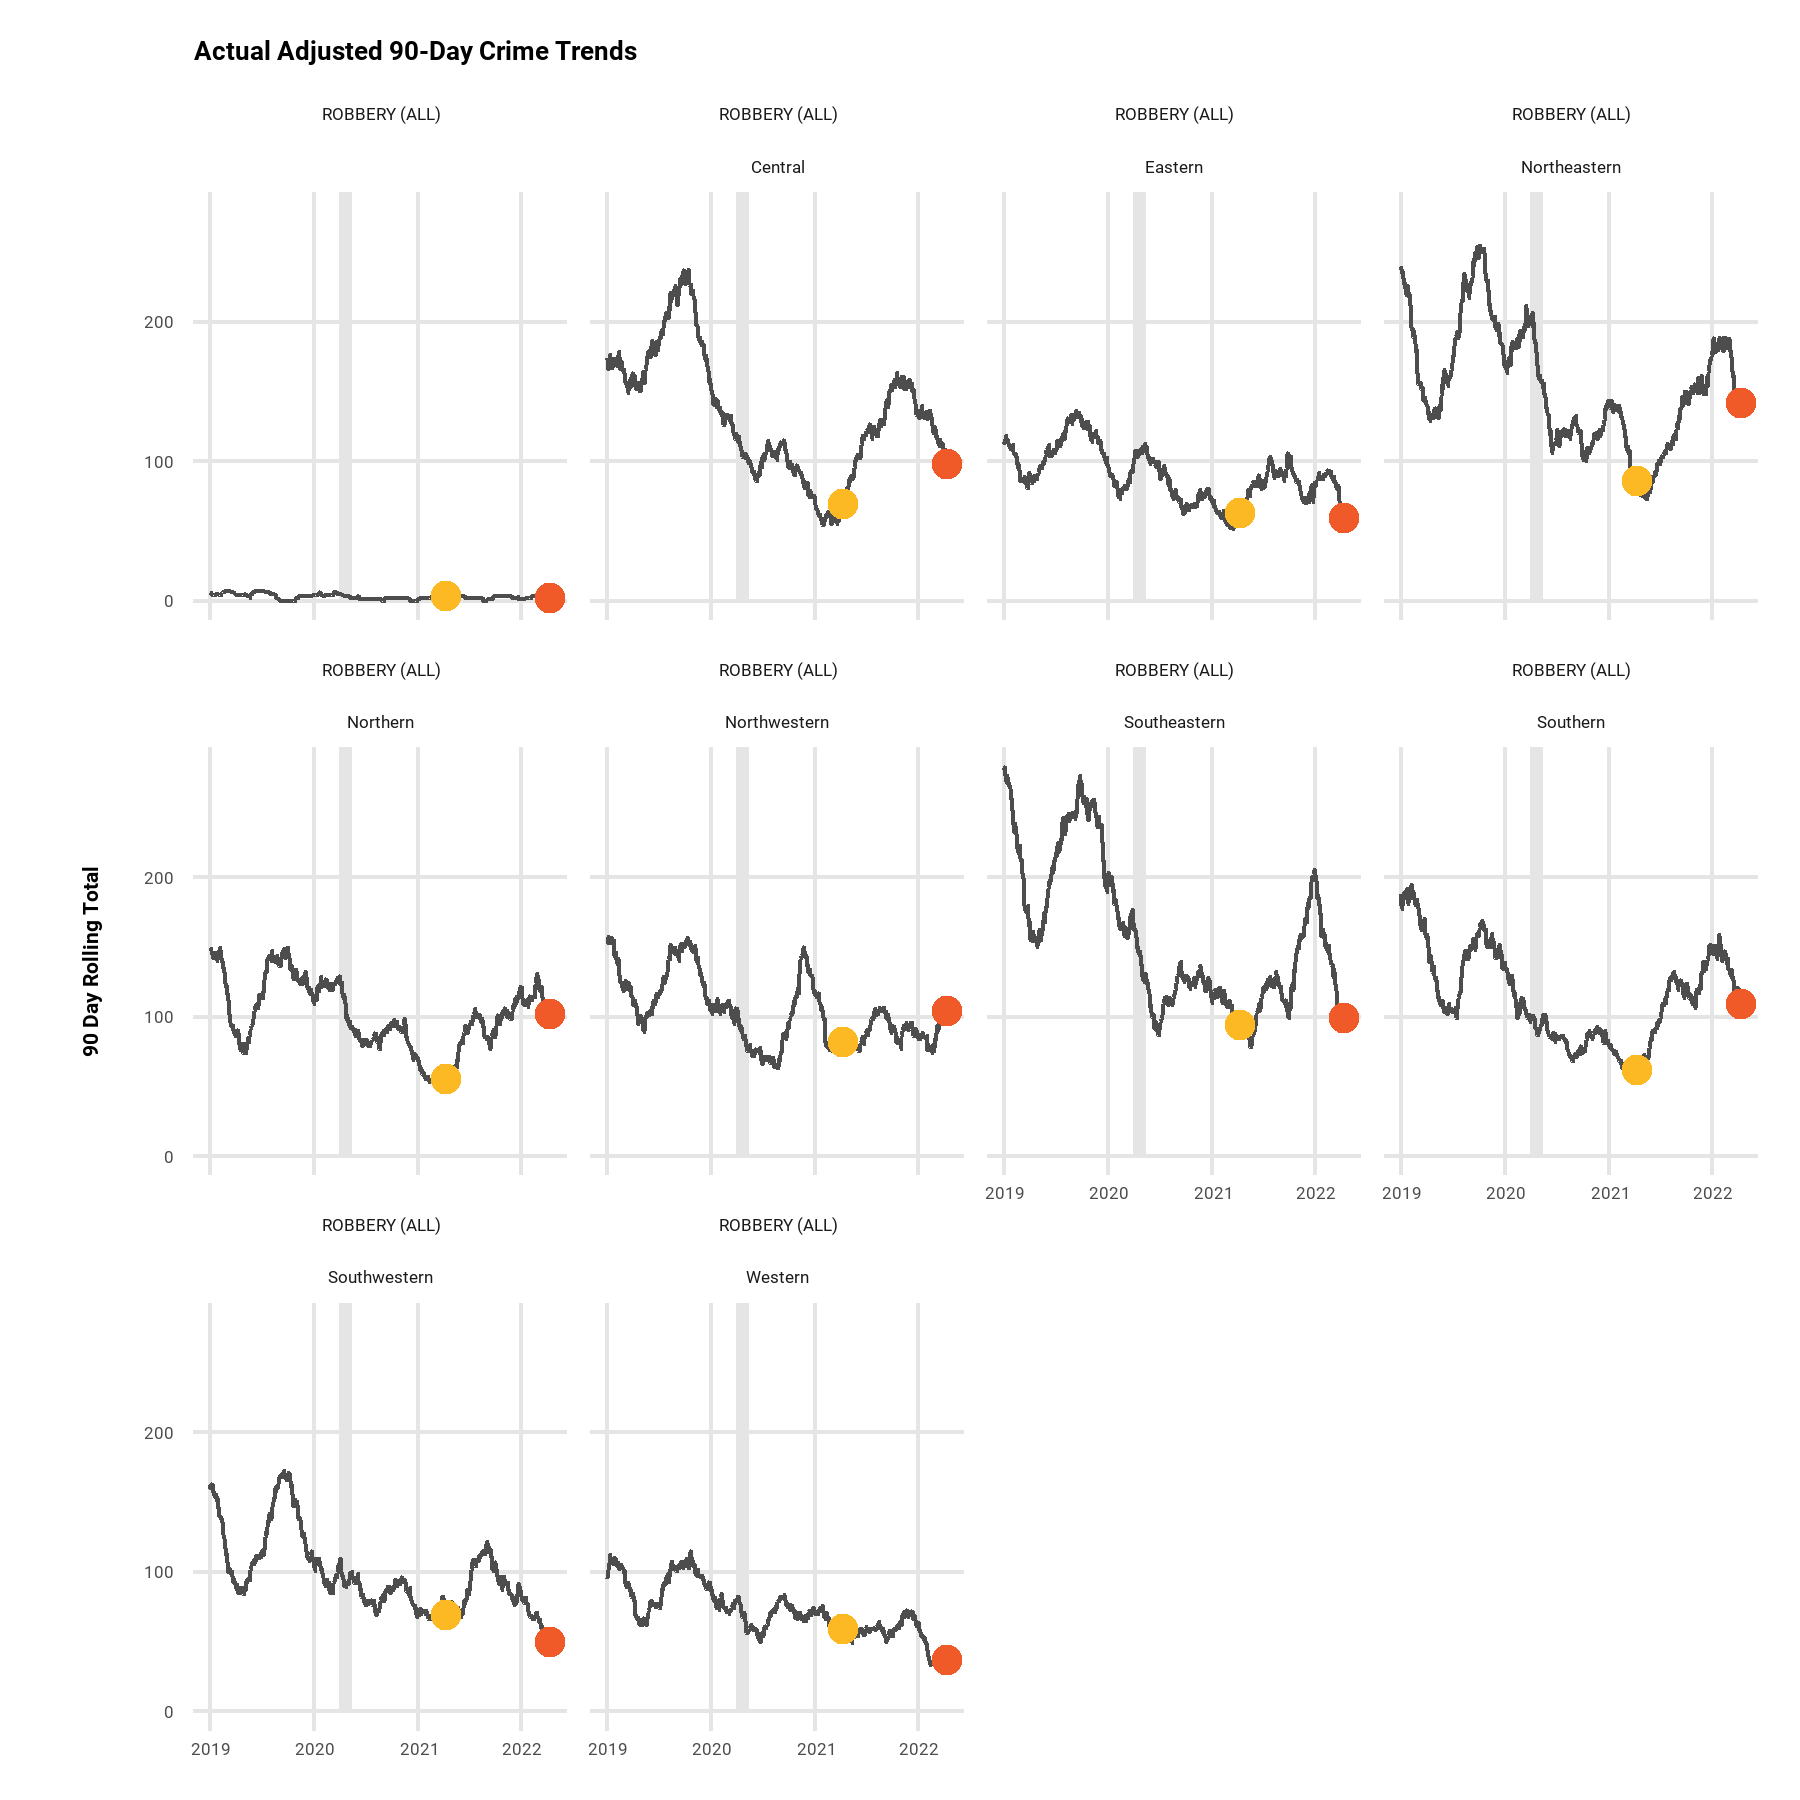 Actual Adjusted 90-Day Crime Trends
ROBBERY (ALL)
ROBBERY (ALL)
ROBBERY (ALL)
ROBBERY (ALL)
Central
Eastern
Northeastern
200
100
0
ROBBERY (ALL)
ROBBERY (ALL)
ROBBERY (ALL)
ROBBERY (ALL)
Northern
Northwestern
Southeastern
Southern
90 Day Rolling Total
200
100
0
2019 2020 2021 2022
2019 2020 2021 2022
ROBBERY (ALL)
ROBBERY (ALL)
Southwestern
Western
200
100
0
2019 2020 2021 2022
2019 2020 2021 2022